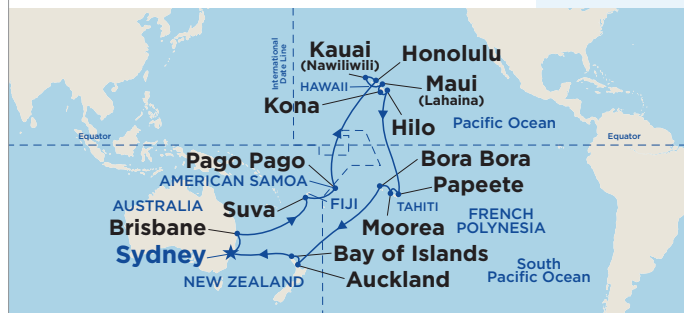 International
Date Line
Kauai
(Nawiliwili)
Honolulu
HAWAII
Maui
(Lahaina)
Kona
Hilo
Pacific Ocean
Equator
Equator
Pago Pago
AMERICAN SAMOA
Bora Bora
Papeete
TAHITI
AUSTRALIA
Suva
FIJI
Moorea
FRENCH
POLYNESIA
Brisbane
Sydney
Bay of Islands
Auckland
NEW ZEALAND
South
Pacific Ocean